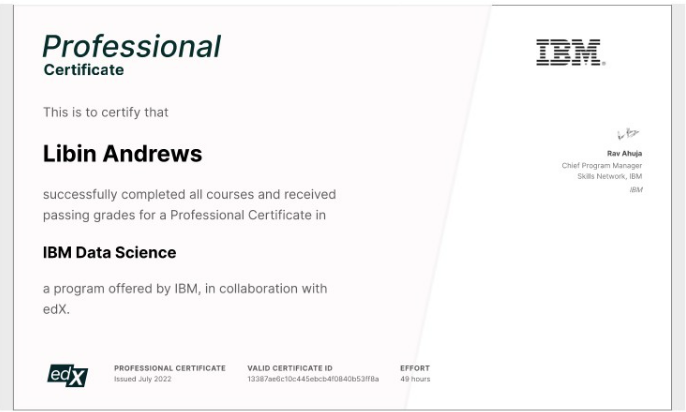 Professional
Certificate
This is to certify that
Libin Andrews
successfully completed all courses and received
passing grades for a Professional Certificate in
IBM Data Science
a program offered by IBM, in collaboration with
edX.
edX
PROFESSIONAL CERTIFICATE
Issued July 2022
VALID CERTIFICATE ID
13387ae6c10c445ebcb4f0840b53ff8a
EFFORT
49 hours
IBM®
Rav Ahuja
Chief Program Manager
Skills Network, IBM
IBM